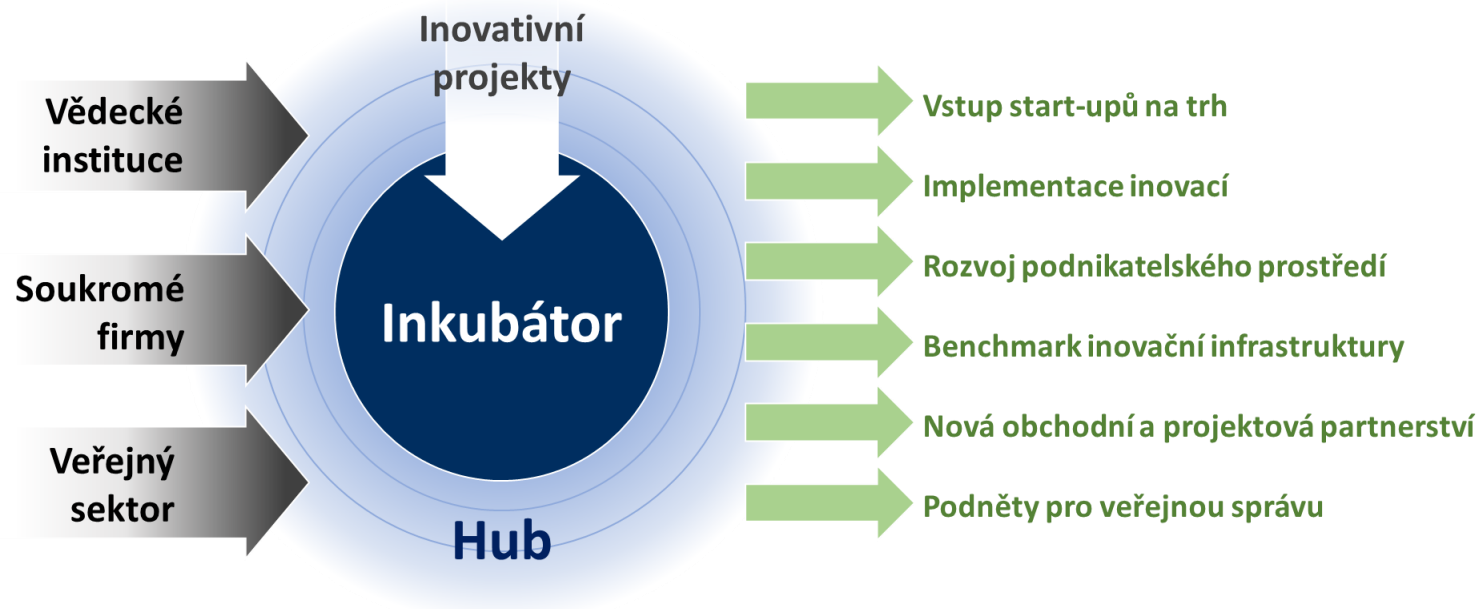 Inovativní
projekty
Vědecké
instituce
Soukromé
firmy
Veřejný
sektor
Inkubátor
Hub
Vstup start-upů na trh
Implementace inovací
Rozvoj podnikatelského prostředí
Benchmark inovační infrastruktury
Nová obchodní a projektová partnerství
Podněty pro veřejnou správu